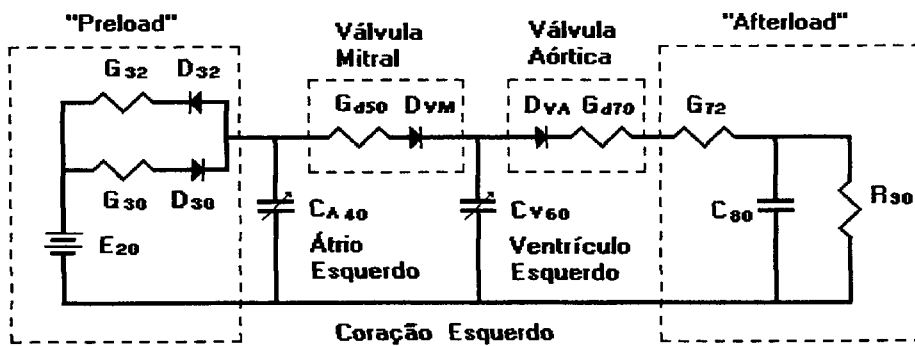 "Preload"
"Afterload"
Válvula
Mitral
Válvula
Aórtica
G32
D32
Gd50
DVM
DVA
Gd70
G72
G30
D30
CA40
Átrio
Esquerdo
CV60
Ventrículo
Esquerdo
C80
R90
E20
Coração Esquerdo